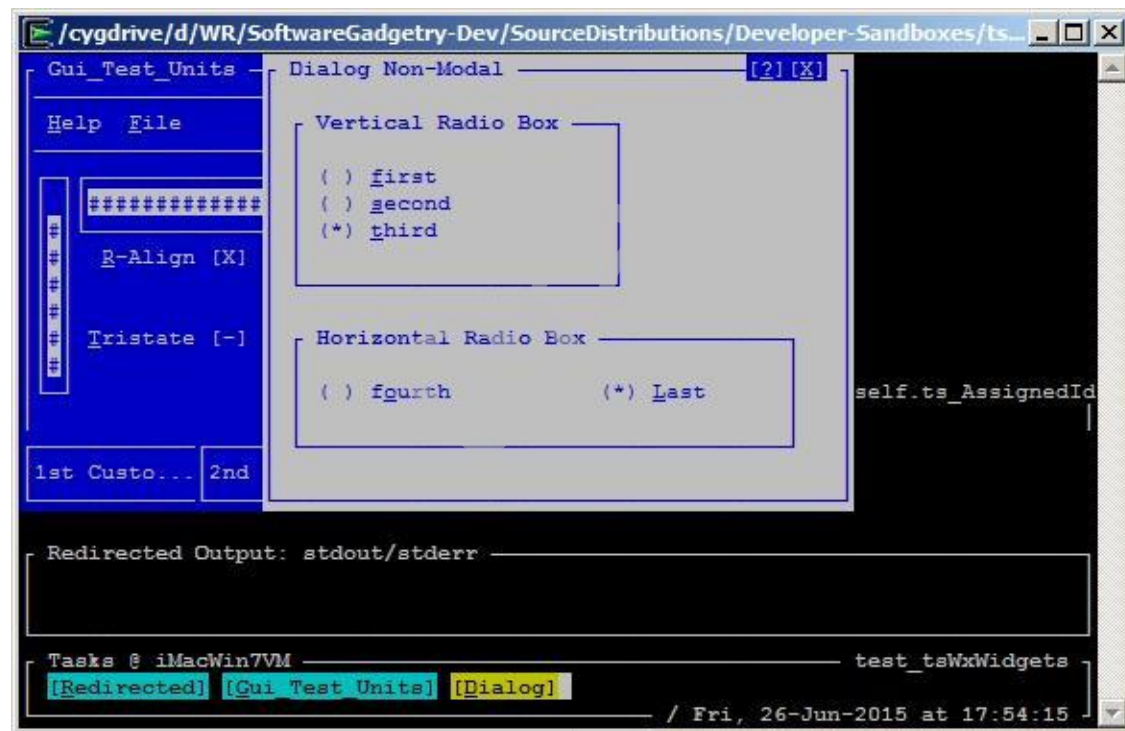 /cygdrive/d/WR/SoftwareGadgetry-Dev/SourceDistributions/Developer-Sandboxes/ts...
Gui_Test_Units
Dialog Non-Modal [?][X]
Help File
Vertical Radio Box
( ) first
( ) second
(*) third
#############
#
#
#
#
#
#
R-Align [X]
Tristate [-]
Horizontal Radio Box
( ) fourth (*) Last
self.ts_AssignedId
1st Custo... 2nd
Redirected Output: stdout/stderr
Tasks @ iMacWin7VM test_tsWxWidgets
[Redirected] [Gui_Test_Units] [Dialog]
/ Fri, 26-Jun-2015 at 17:54:15